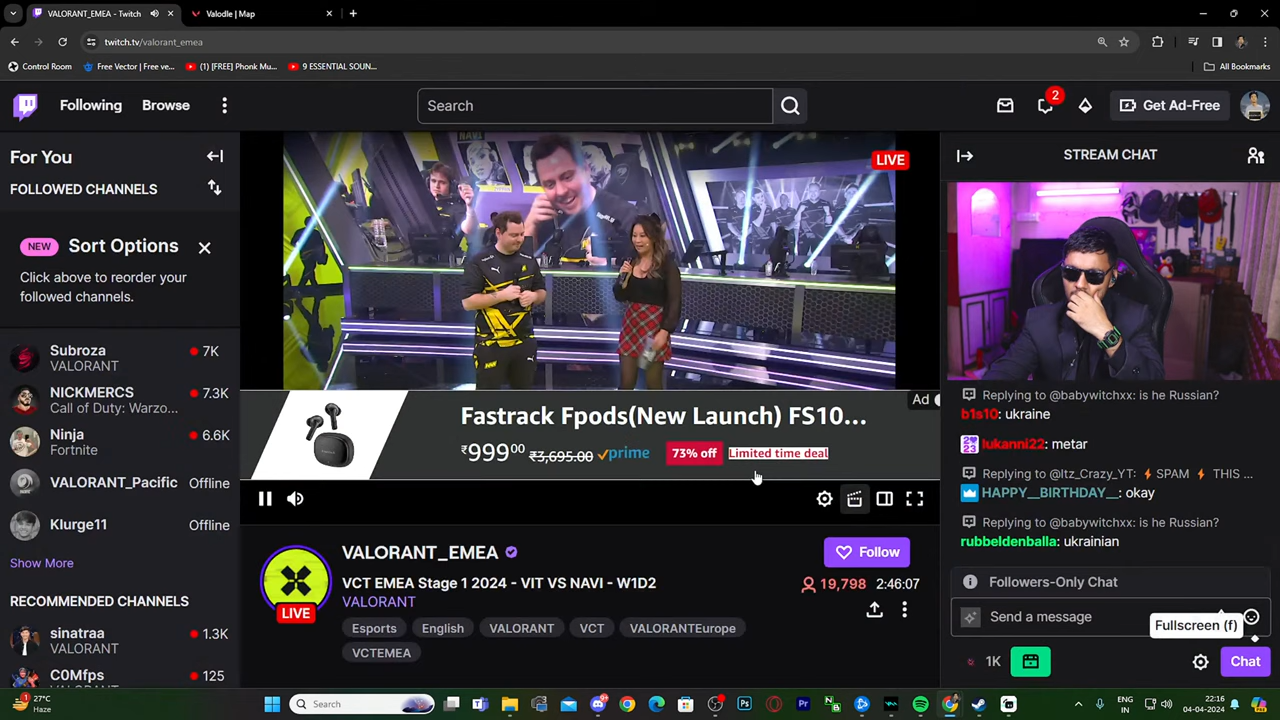 VALORANT_EMEA - Twitch
Valodle | Map
twitch.tv/valorant_emea
Control Room
Free Vector | Free ve...
(1) [FREE] Phonk Mu...
9 ESSENTIAL SOUN...
All Bookmarks
Following
Browse
Search
2
Get Ad-Free
For You
FOLLOWED CHANNELS
NEW
Sort Options
Click above to reorder your
followed channels.
Subroza
7K
VALORANT
NICKMERCS
7.3K
Call of Duty: Warzo...
Ninja
6.6K
Fortnite
VALORANT_Pacific
Offline
Klurge11
Offline
Show More
RECOMMENDED CHANNELS
sinatraa
1.3K
VALORANT
C0Mfps
125
VALORANT
LIVE
Ad
Fastrack Fpods(New Launch) FS10...
₹999⁰⁰
₹3,695.00
prime
73% off
Limited time deal
VALORANT_EMEA
Follow
VCT EMEA Stage 1 2024 - VIT VS NAVI - W1D2
19,798
2:46:07
VALORANT
LIVE
Esports
English
VALORANT
VCT
VALORANTEurope
VCTEMEA
STREAM CHAT
Replying to @babywitchxx: is he Russian?
b1s10: ukraine
lukanni22: metar
Replying to @Itz_Crazy_YT: ⚡ SPAM ⚡ THIS ...
HAPPY__BIRTHDAY__: okay
Replying to @babywitchxx: is he Russian?
rubbeldenballa: ukrainian
Followers-Only Chat
Send a message
Fullscreen (f)
1K
Chat
27°C
Haze
Search
ENG
IN
22:16
04-04-2024